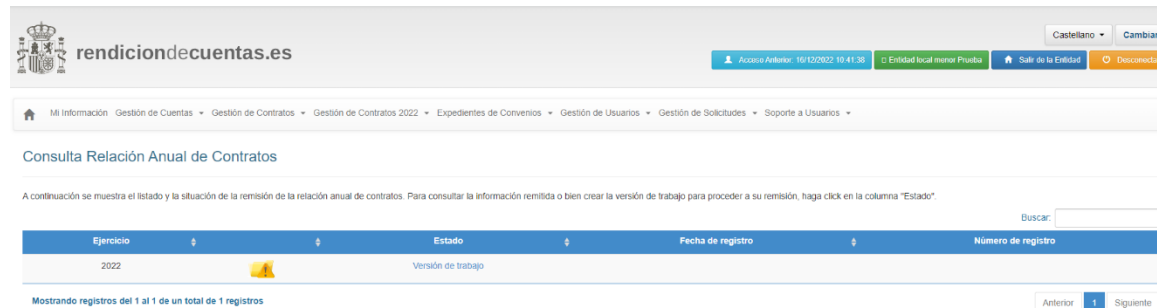 Castellano Cambiar
rendiciondecuentas.es
Acceso Anterior: 16/12/2022 10:41:38 Entidad local menor Prueba Salir de la Entidad Desconecta
Mi Información Gestión de Cuentas Gestión de Contratos Gestión de Contratos 2022 Expedientes de Convenios Gestión de Usuarios Gestión de Solicitudes Soporte a Usuarios
Consulta Relación Anual de Contratos
A continuación se muestra el listado y la situación de la remisión de la relación anual de contratos. Para consultar la información remitida o bien crear la versión de trabajo para proceder a su remisión, haga click en la columna "Estado".
Buscar:
Ejercicio Estado Fecha de registro Número de registro
2022 Versión de trabajo
Mostrando registros del 1 al 1 de un total de 1 registros
Anterior 1 Siguiente